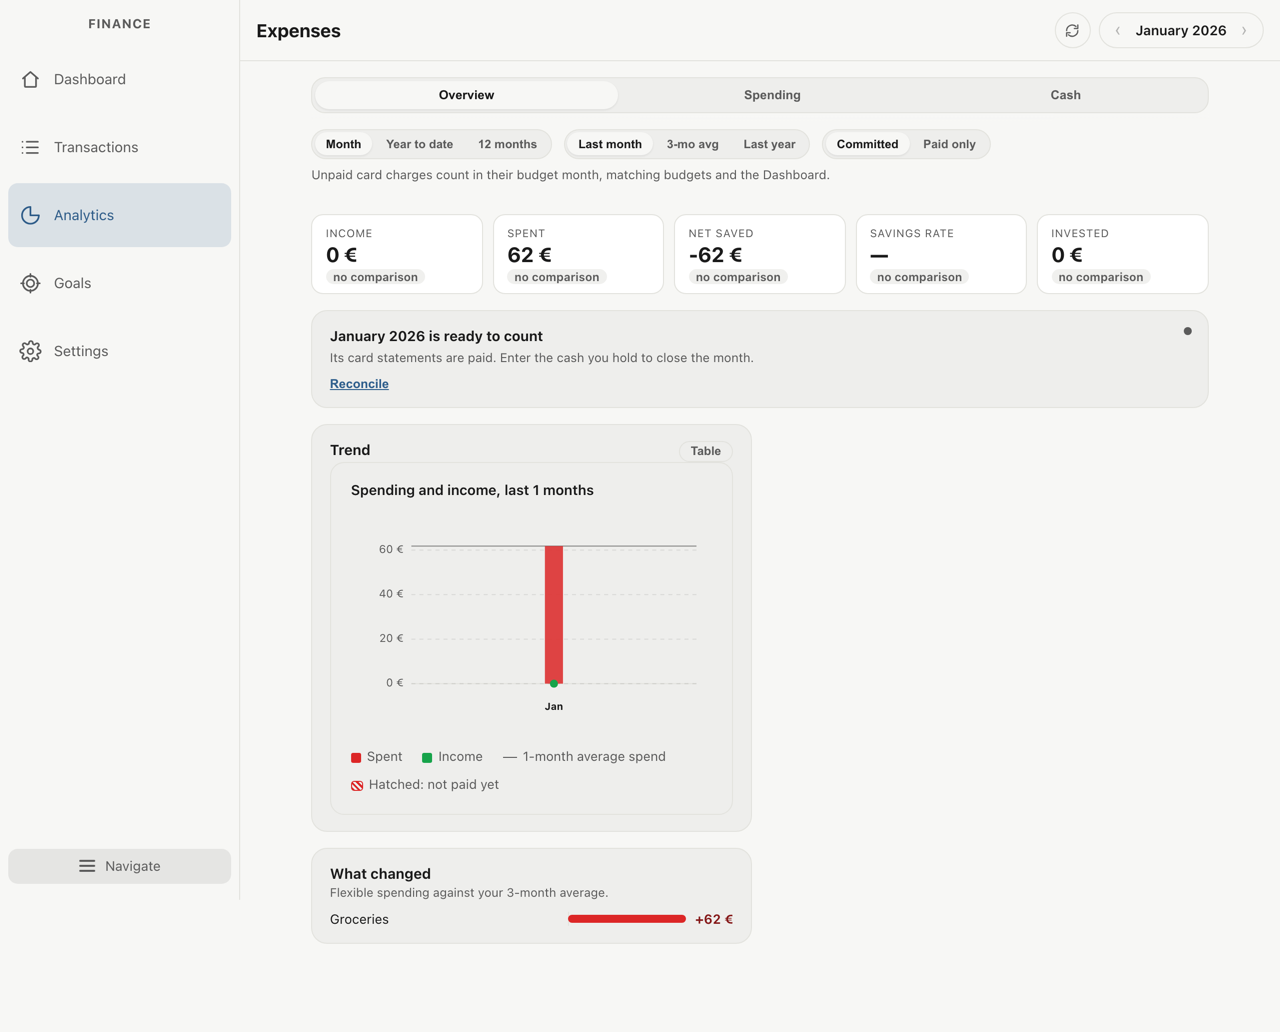 FINANCE
Dashboard
Transactions
Analytics
Goals
Settings
Navigate
Expenses
‹ January 2026 ›
Overview Spending Cash
Month Year to date 12 months Last month 3-mo avg Last year Committed Paid only
Unpaid card charges count in their budget month, matching budgets and the Dashboard.
INCOME
0 €
no comparison
SPENT
62 €
no comparison
NET SAVED
-62 €
no comparison
SAVINGS RATE
—
no comparison
INVESTED
0 €
no comparison
January 2026 is ready to count
Its card statements are paid. Enter the cash you hold to close the month.
Reconcile
Trend Table
Spending and income, last 1 months
60 €
40 €
20 €
0 €
Jan
Spent Income 1-month average spend
Hatched: not paid yet
What changed
Flexible spending against your 3-month average.
Groceries +62 €